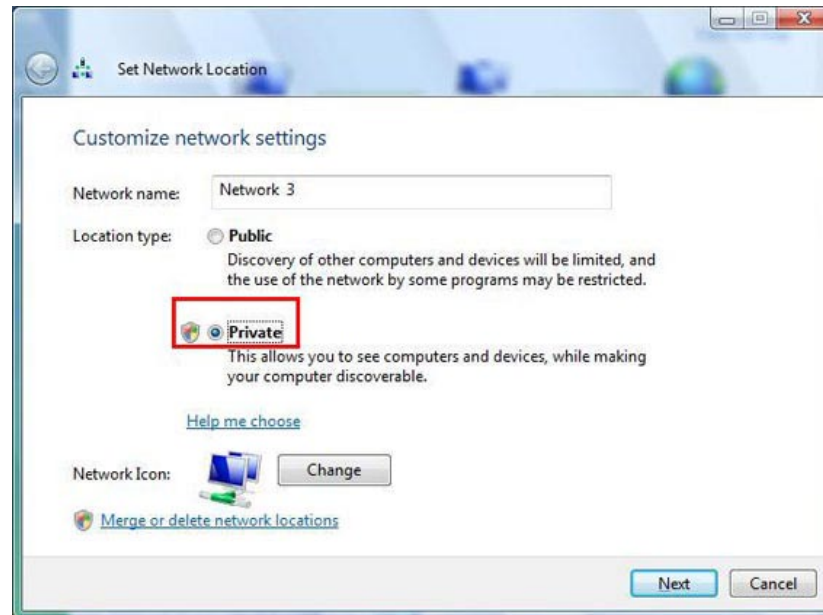 Set Network Location
Customize network settings
Network name: Network 3
Location type: Public
Discovery of other computers and devices will be limited, and
the use of the network by some programs may be restricted.
Private
This allows you to see computers and devices, while making
your computer discoverable.
Help me choose
Network Icon: Change
Merge or delete network locations
Next Cancel